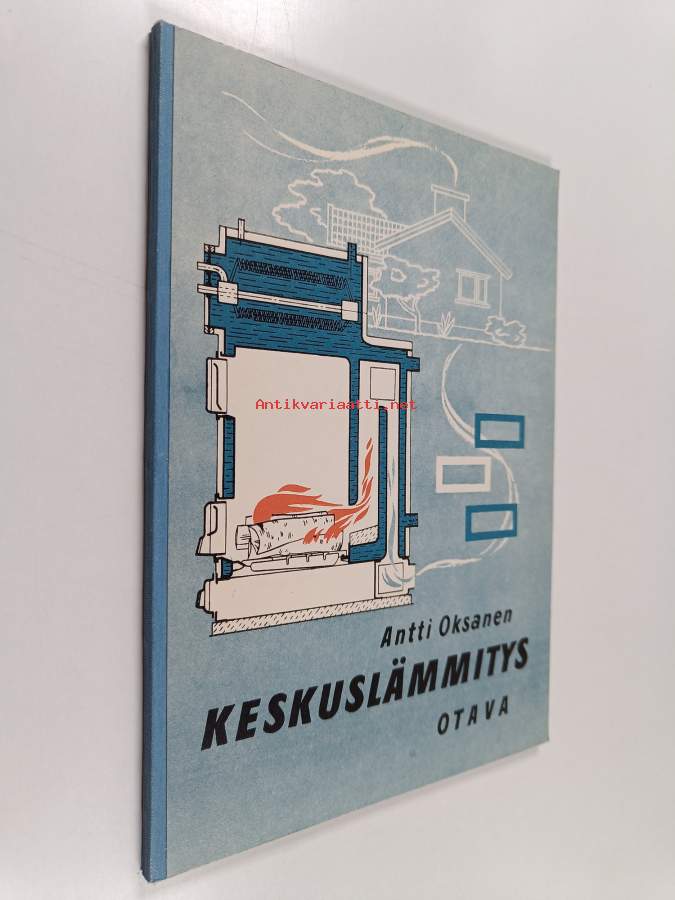 Antikvariaatti.net
Antti Oksanen
KESKUSLÄMMITYS
OTAVA